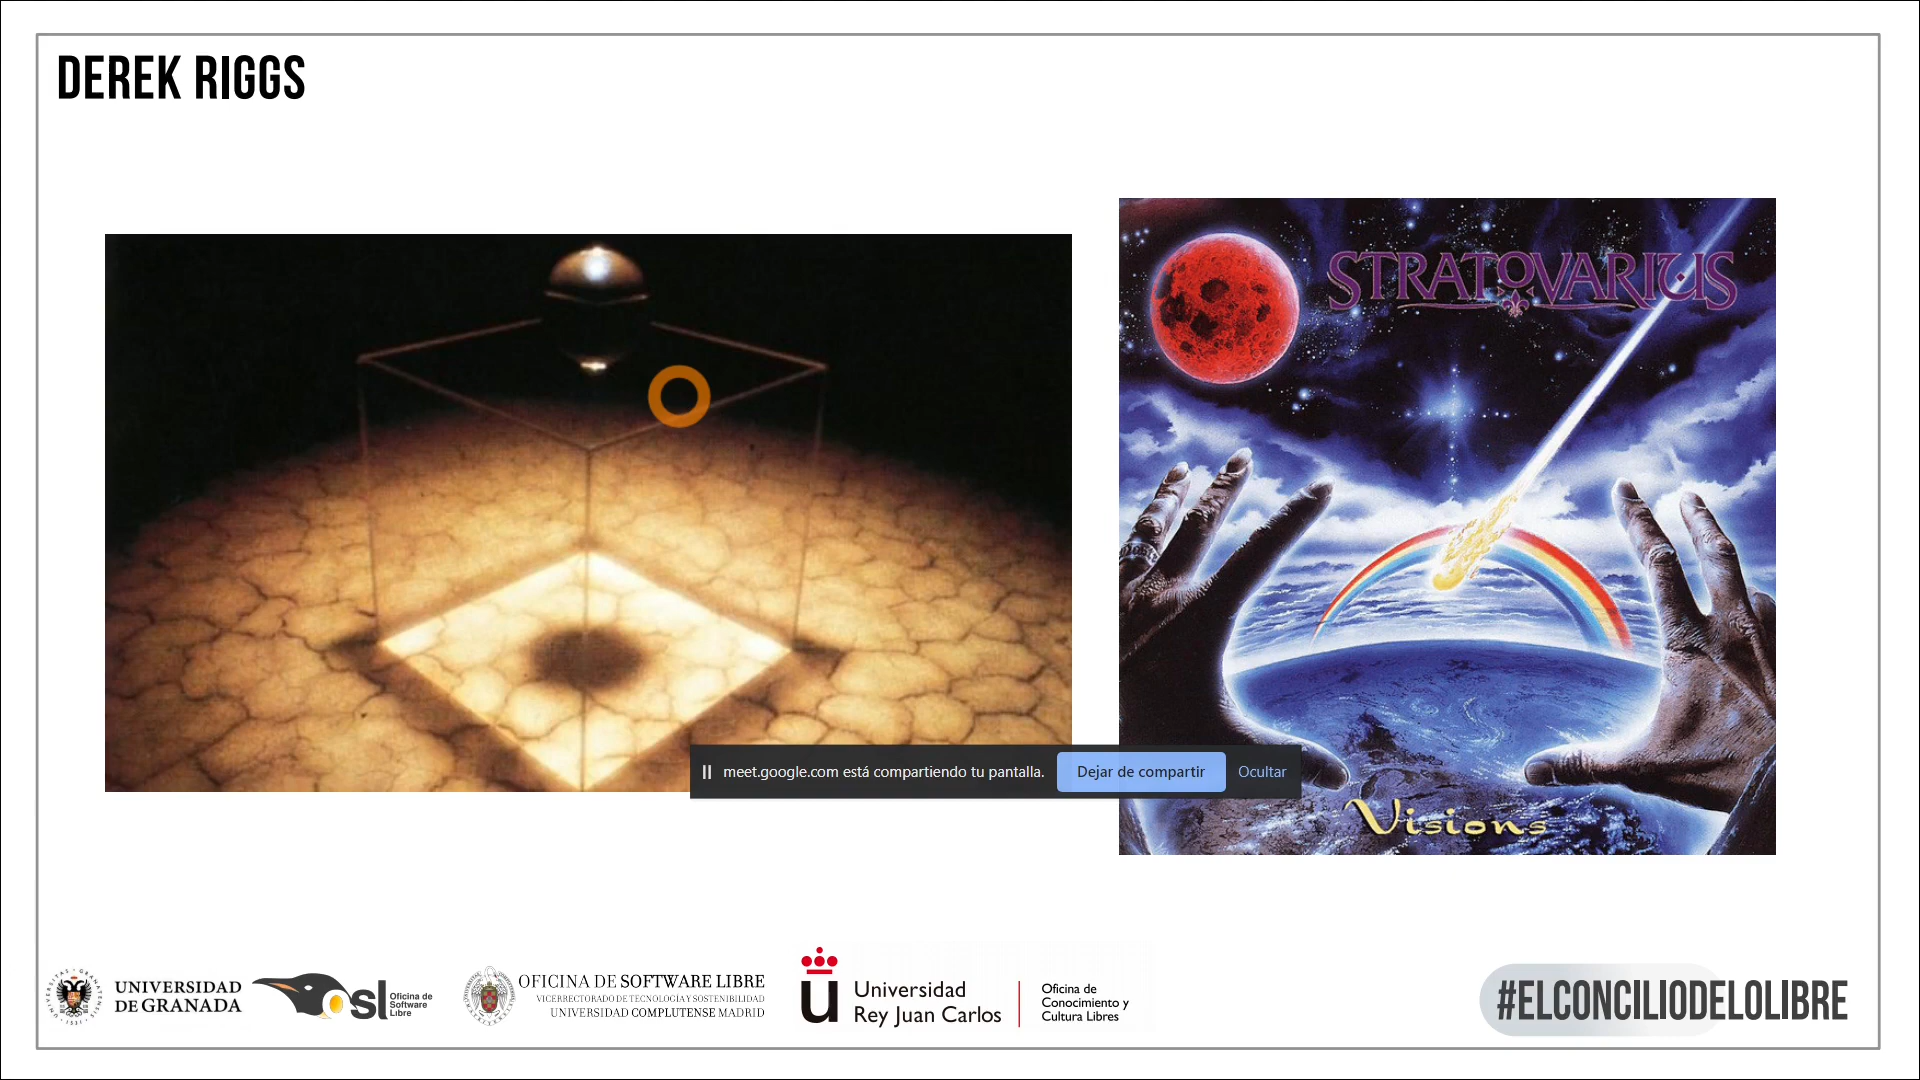 DEREK RIGGS
STRATOVARIUS
meet.google.com está compartiendo tu pantalla.
Dejar de compartir
Ocultar
Visions
UNIVERSIDAD
DE GRANADA
osl
Oficina de
Software
Libre
OFICINA DE SOFTWARE LIBRE
VICERRECTORADO DE TECNOLOGIA Y SOSTENIBILIDAD
UNIVERSIDAD COMPLUTENSE MADRID
u
Universidad
Rey Juan Carlos
Oficina de
Conocimiento y
Cultura Libres
#ELCONCILIODELOLIBRE